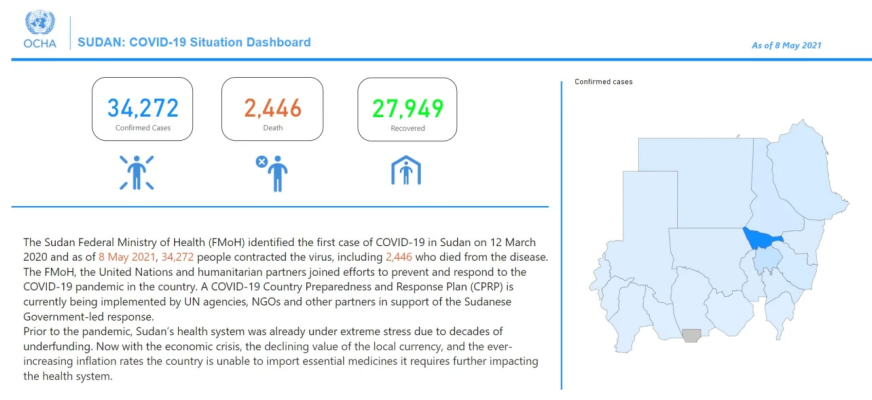 OCHA
SUDAN: COVID-19 Situation Dashboard
As of 8 May 2021
34,272
Confirmed Cases
2,446
Death
27,949
Recovered
Confirmed cases
The Sudan Federal Ministry of Health (FMoH) identified the first case of COVID-19 in Sudan on 12 March
2020 and as of 8 May 2021, 34,272 people contracted the virus, including 2,446 who died from the disease.
The FMoH, the United Nations and humanitarian partners joined efforts to prevent and respond to the
COVID-19 pandemic in the country. A COVID-19 Country Preparedness and Response Plan (CPRP) is
currently being implemented by UN agencies, NGOs and other partners in support of the Sudanese
Government-led response.
Prior to the pandemic, Sudan's health system was already under extreme stress due to decades of
underfunding. Now with the economic crisis, the declining value of the local currency, and the ever-
increasing inflation rates the country is unable to import essential medicines it requires further impacting
the health system.